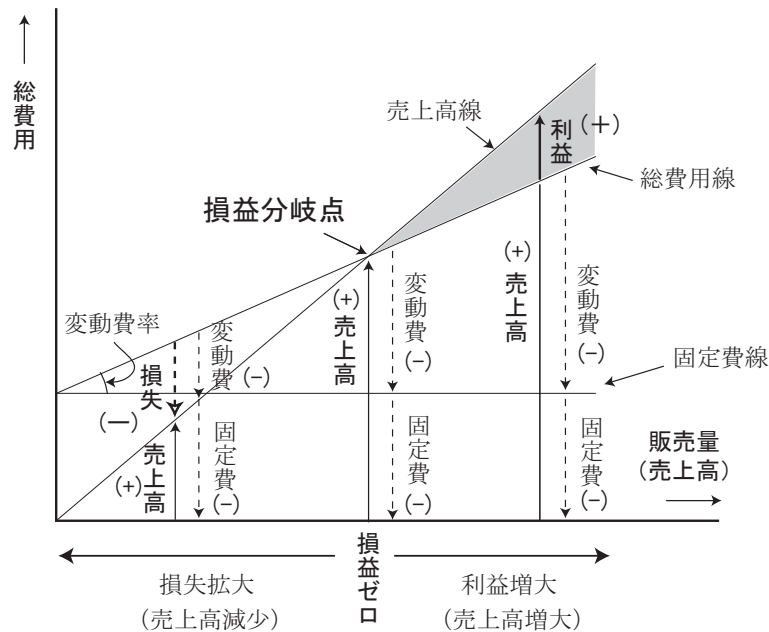 総費用
売上高線
利益
(+)
総費用線
損益分岐点
変動費率
損失
(－)
変動費
(－)
(+)
売上高
変動費
(－)
(+)
売上高
変動費
(－)
固定費線
(+)
売上高
固定費
(－)
固定費
(－)
固定費
(－)
販売量
(売上高)
損失拡大
(売上高減少)
損益ゼロ
利益増大
(売上高増大)